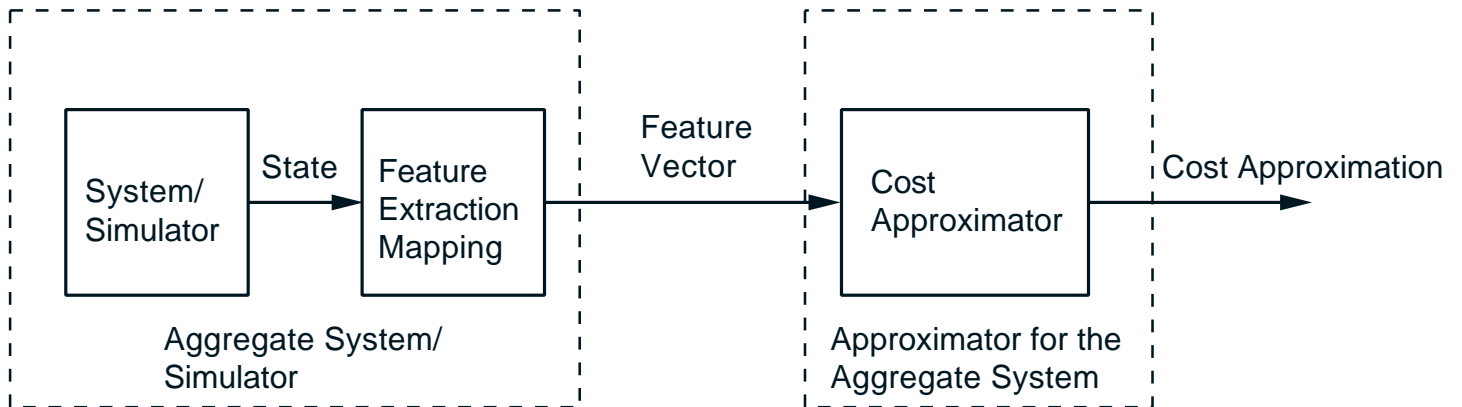 System/
Simulator
State
Feature
Extraction
Mapping
Aggregate System/
Simulator
Feature
Vector
Cost
Approximator
Approximator for the
Aggregate System
Cost Approximation